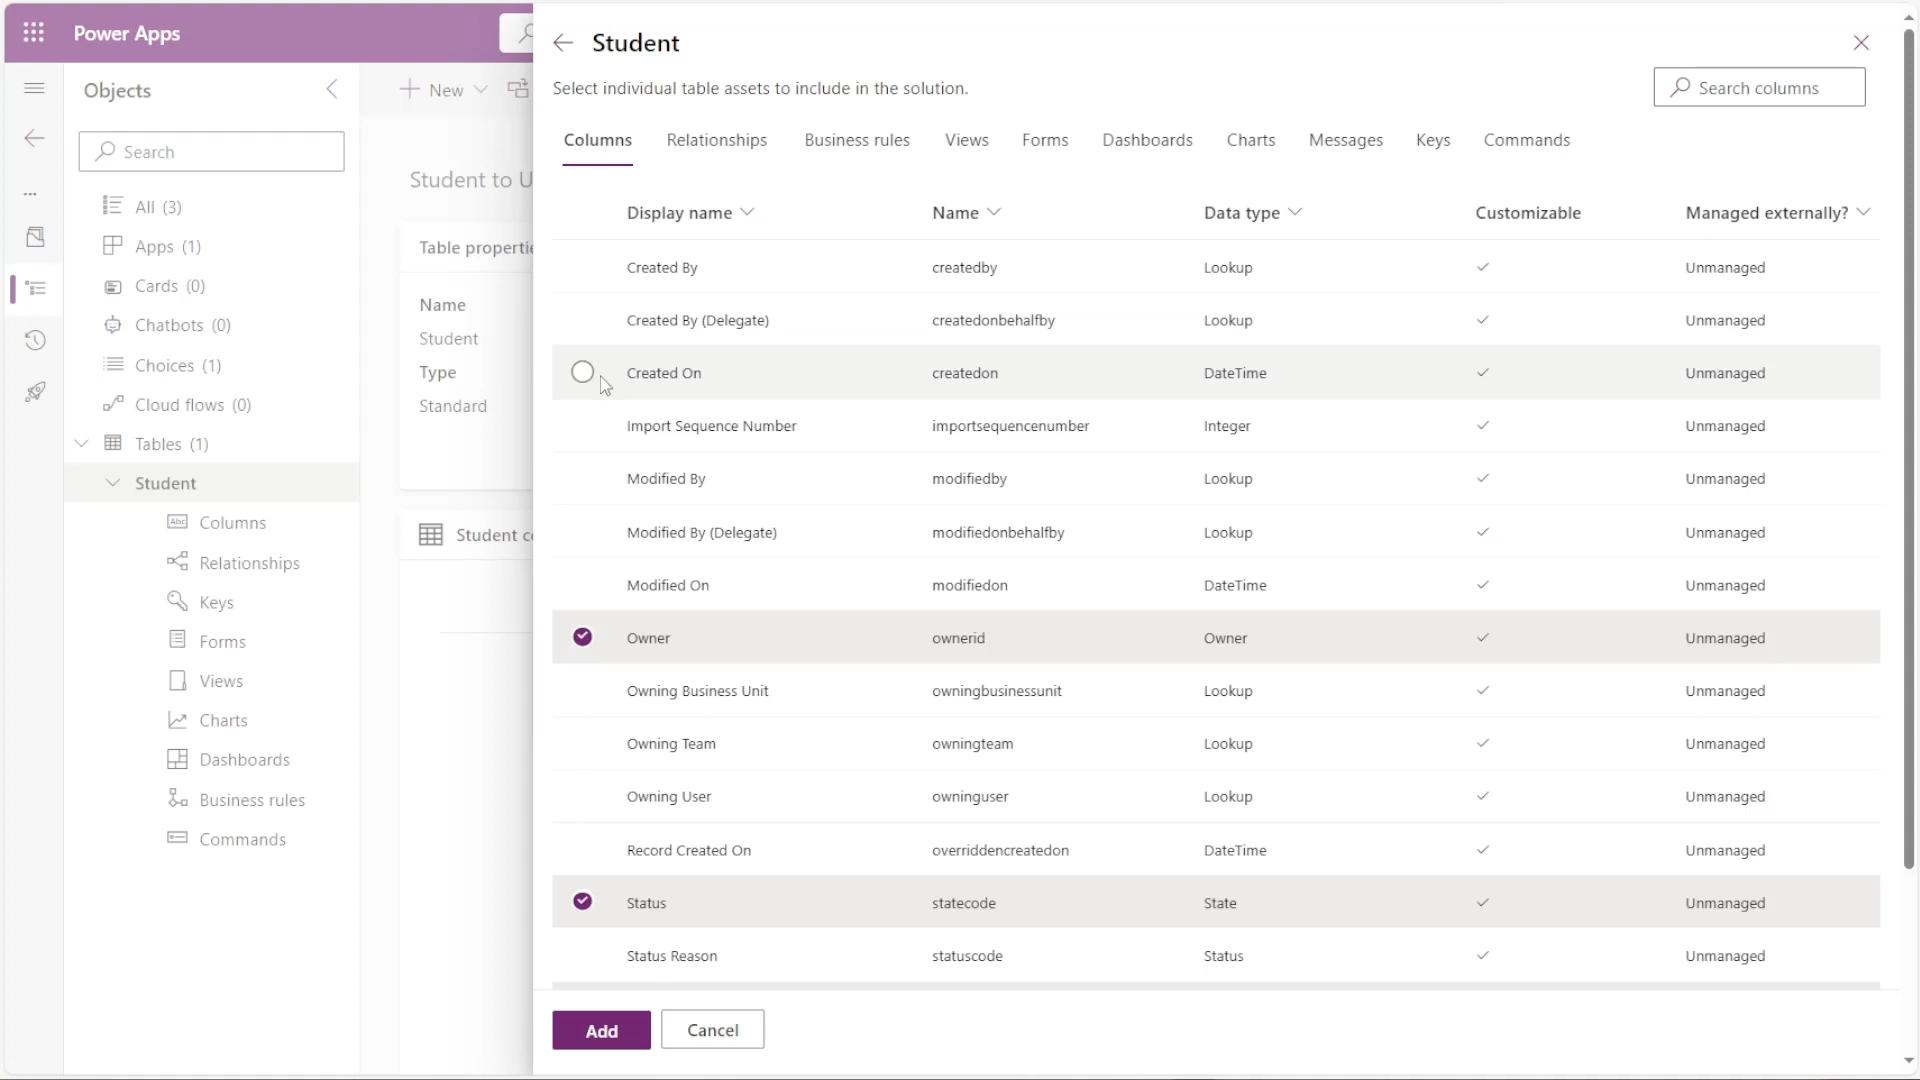 Power Apps
Objects
Search
All (3)
Apps (1)
Cards (0)
Chatbots (0)
Choices (1)
Cloud flows (0)
Tables (1)
Student
Abc Columns
Relationships
Keys
Forms
Views
Charts
Dashboards
Business rules
Commands
New
Student to U
Table propertie
Name
Student
Type
Standard
Student c
Student
Select individual table assets to include in the solution.
Search columns
Columns Relationships Business rules Views Forms Dashboards Charts Messages Keys Commands
Display name Name Data type Customizable Managed externally?
Created By createdby Lookup Unmanaged
Created By (Delegate) createdonbehalfby Lookup Unmanaged
Created On createdon DateTime Unmanaged
Import Sequence Number importsequencenumber Integer Unmanaged
Modified By modifiedby Lookup Unmanaged
Modified By (Delegate) modifiedonbehalfby Lookup Unmanaged
Modified On modifiedon DateTime Unmanaged
Owner ownerid Owner Unmanaged
Owning Business Unit owningbusinessunit Lookup Unmanaged
Owning Team owningteam Lookup Unmanaged
Owning User owninguser Lookup Unmanaged
Record Created On overriddencreatedon DateTime Unmanaged
Status statecode State Unmanaged
Status Reason statuscode Status Unmanaged
Add Cancel